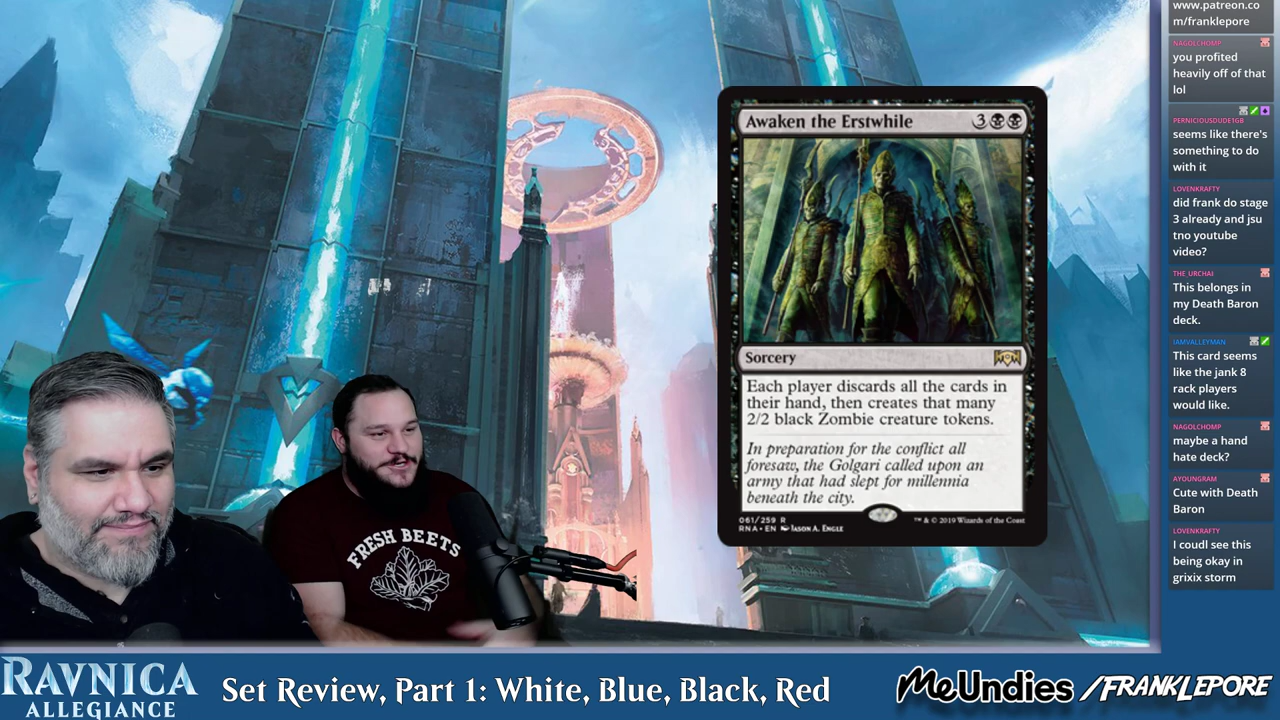 Awaken the Erstwhile 3
Sorcery
Each player discards all the cards in
their hand, then creates that many
2/2 black Zombie creature tokens.
In preparation for the conflict all
foresaw, the Golgari called upon an
army that had slept for millennia
beneath the city.
061/259 R
RNA • EN JASON A. ENGLE
™ & © 2019 Wizards of the Coast
FRESH BEETS
www.patreon.co
m/franklepore
NAGOLCHOMP
you profited
heavily off of that
lol
PERNICIOUSDUDE1GB
seems like there's
something to do
with it
LOVENKRAFTY
did frank do stage
3 already and jsu
tno youtube
video?
THE_URCHAI
This belongs in
my Death Baron
deck.
IAMVALLEYMAN
This card seems
like the jank 8
rack players
would like.
NAGOLCHOMP
maybe a hand
hate deck?
AYOUNGRAM
Cute with Death
Baron
LOVENKRAFTY
I coudl see this
being okay in
grixix storm
RAVNICA
ALLEGIANCE
Set Review, Part 1: White, Blue, Black, Red
MeUndies /FRANKLEPORE